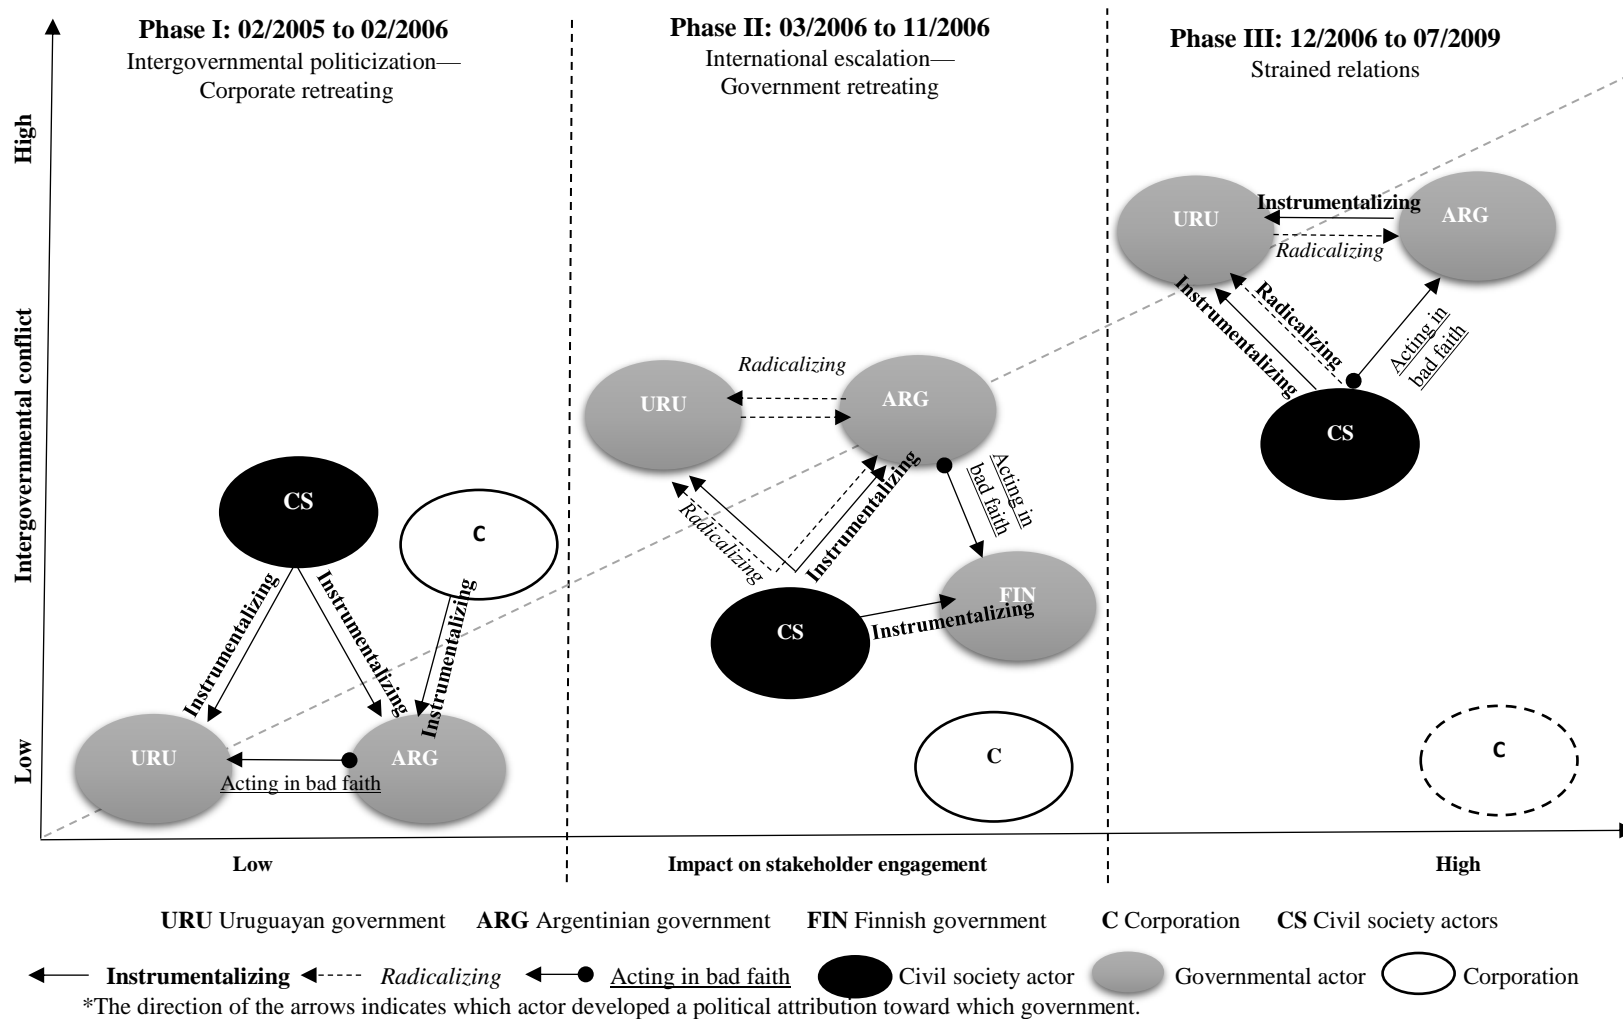 Phase I: 02/2005 to 02/2006
Intergovernmental politicization—
Corporate retreating
Phase II: 03/2006 to 11/2006
International escalation—
Government retreating
Phase III: 12/2006 to 07/2009
Strained relations
High
Intergovernmental conflict
Low
CS
C
Instrumentalizing
Instrumentalizing
Instrumentalizing
URU
ARG
Acting in bad faith
URU
Radicalizing
ARG
Radicalizing
Instrumentalizing
Acting in
bad faith
CS
Instrumentalizing
FIN
C
URU
Instrumentalizing
ARG
Radicalizing
Instrumentalizing
Radicalizing
Acting in
bad faith
CS
C
Low
Impact on stakeholder engagement
High
URU Uruguayan government ARG Argentinian government FIN Finnish government C Corporation CS Civil society actors
Instrumentalizing Radicalizing Acting in bad faith Civil society actor Governmental actor Corporation
*The direction of the arrows indicates which actor developed a political attribution toward which government.